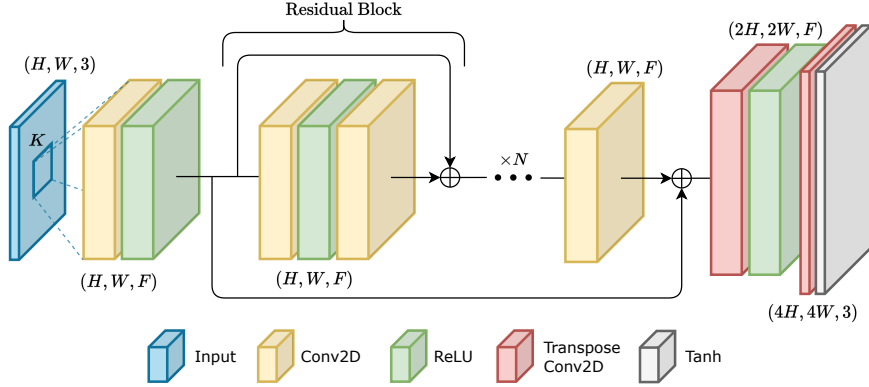 Residual Block
(H, W, 3)
(2H, 2W, F)
(H, W, F)
K
×N
(H, W, F)
(H, W, F)
(4H, 4W, 3)
Input
Conv2D
ReLU
Transpose
Conv2D
Tanh